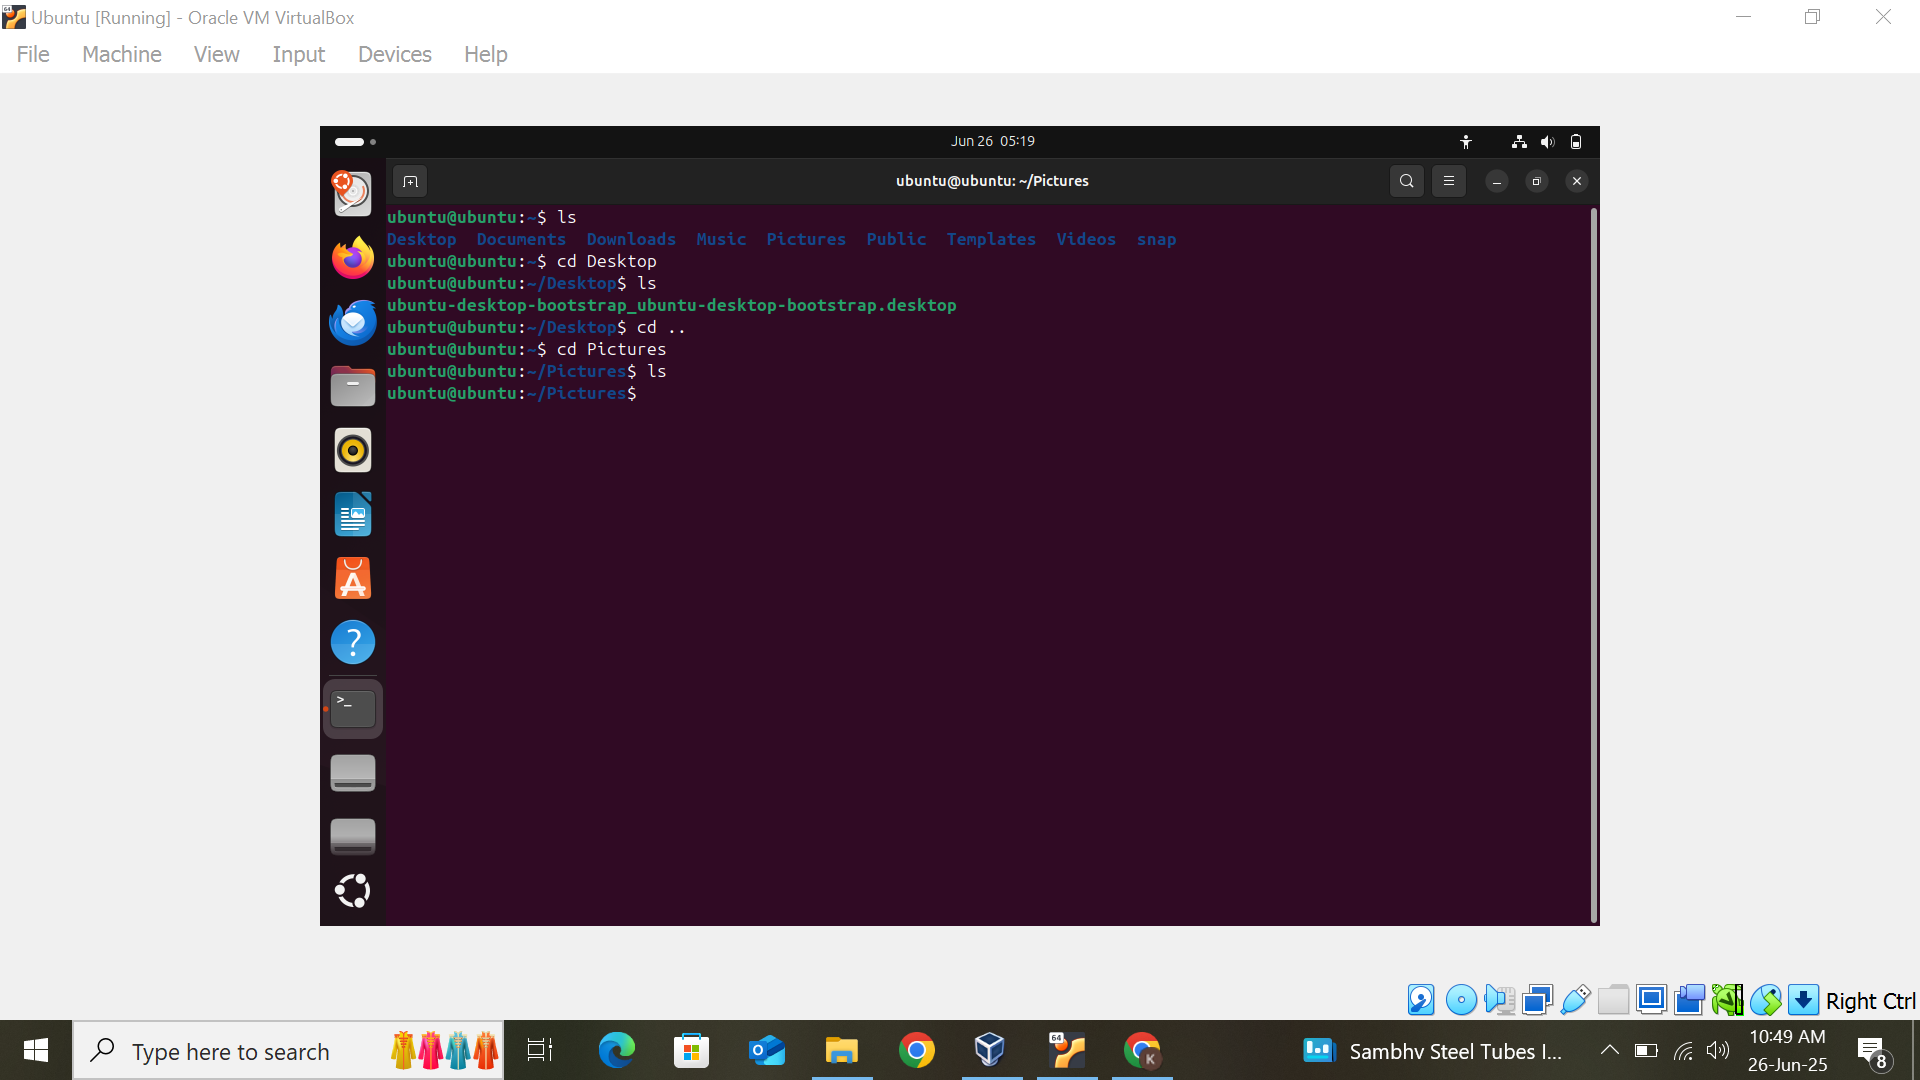 Ubuntu [Running] - Oracle VM VirtualBox
File Machine View Input Devices Help
Jun 26 05:19
ubuntu@ubuntu: ~/Pictures
ubuntu@ubuntu:~$ ls
Desktop Documents Downloads Music Pictures Public Templates Videos snap
ubuntu@ubuntu:~$ cd Desktop
ubuntu@ubuntu:~/Desktop$ ls
ubuntu-desktop-bootstrap_ubuntu-desktop-bootstrap.desktop
ubuntu@ubuntu:~/Desktop$ cd ..
ubuntu@ubuntu:~$ cd Pictures
ubuntu@ubuntu:~/Pictures$ ls
ubuntu@ubuntu:~/Pictures$
Right Ctrl
Type here to search
64
K
Sambhv Steel Tubes I...
10:49 AM
26-Jun-25
8